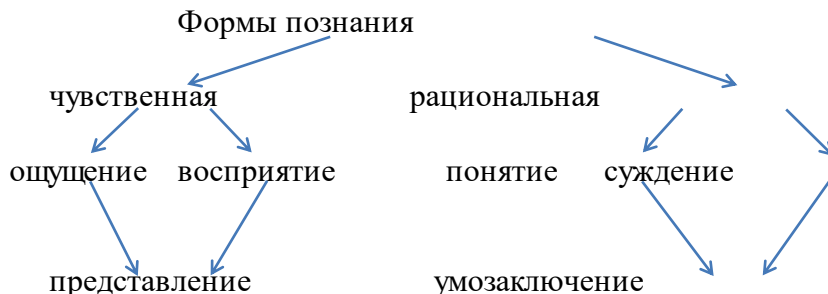 Формы познания
чувственная рациональная
ощущение восприятие понятие суждение
представление умозаключение